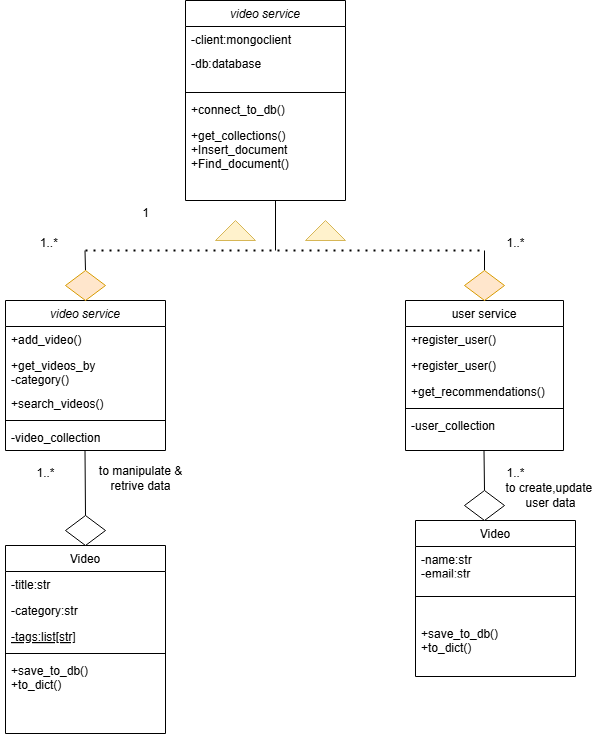 video service
-client:mongoclient
-db:database
+connect_to_db()
+get_collections()
+Insert_document
+Find_document()
1
1..*
1..*
video service
+add_video()
+get_videos_by
-category()
+search_videos()
-video_collection
user service
+register_user()
+register_user()
+get_recommendations()
-user_collection
1..*
to manipulate &
retrive data
1..*
to create,update
user data
Video
-title:str
-category:str
-tags:list[str]
+save_to_db()
+to_dict()
Video
-name:str
-email:str
+save_to_db()
+to_dict()